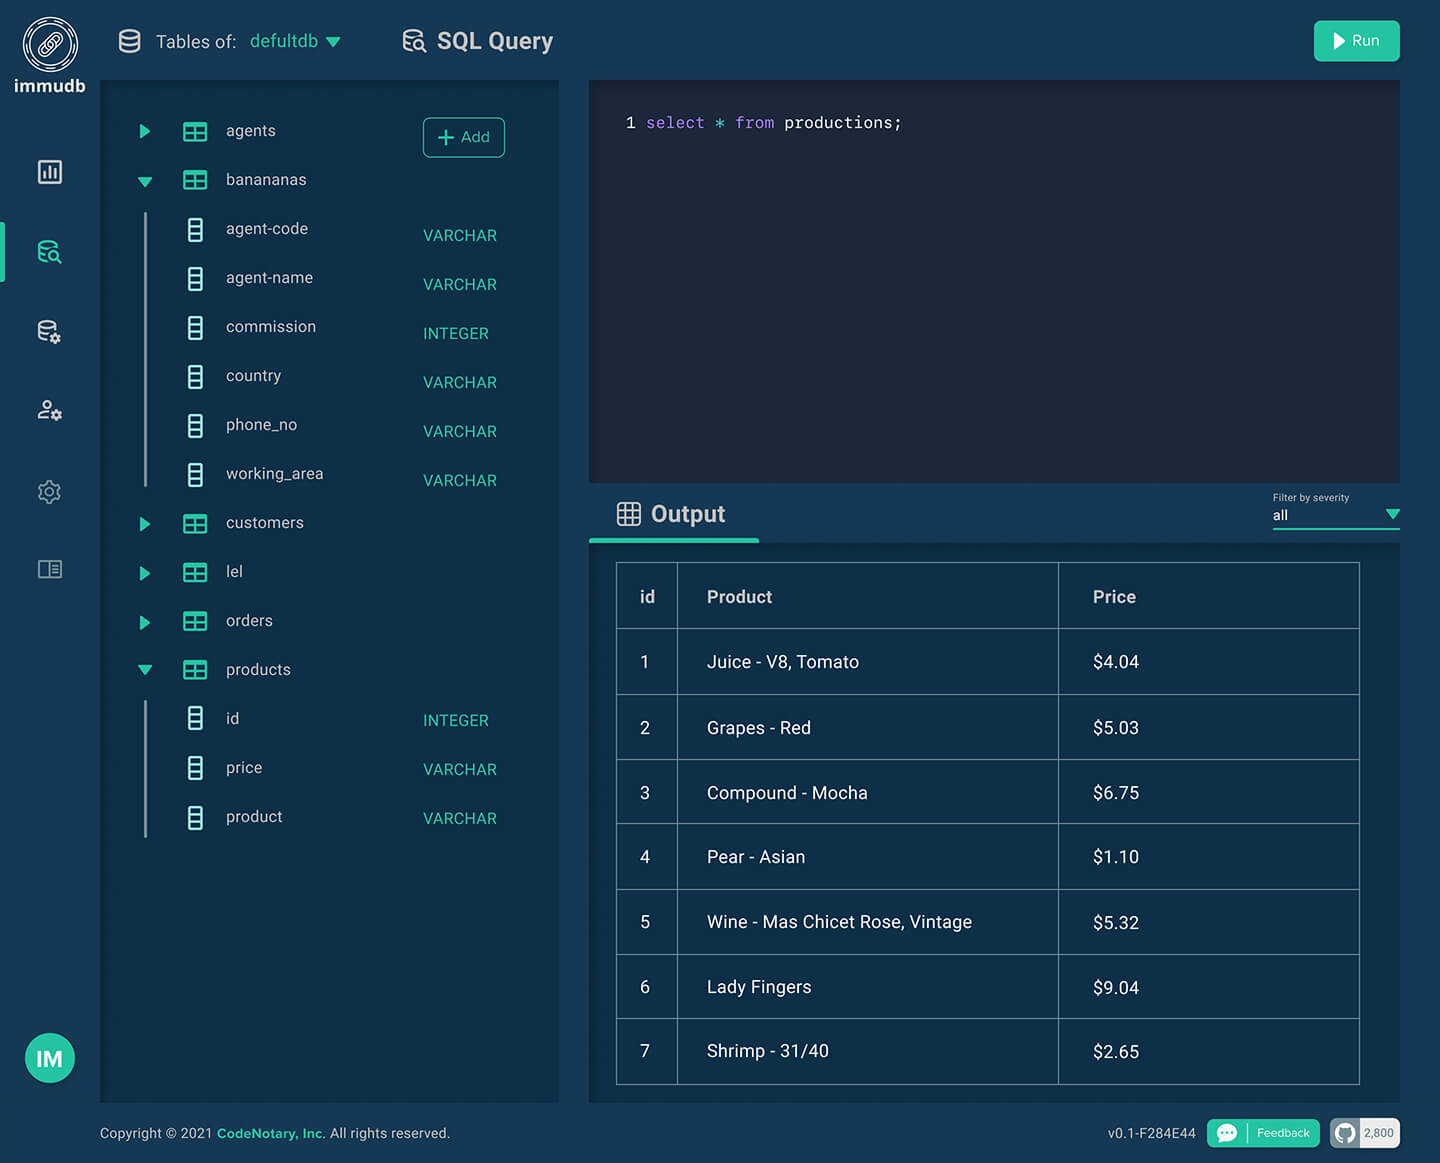 immudb
Tables of: defultdb
SQL Query
Run
agents
Add
banananas
agent-code VARCHAR
agent-name VARCHAR
commission INTEGER
country VARCHAR
phone_no VARCHAR
working_area VARCHAR
customers
lel
orders
products
id INTEGER
price VARCHAR
product VARCHAR
IM
1 select * from productions;
Output
Filter by severity
all
id Product Price
1 Juice - V8, Tomato $4.04
2 Grapes - Red $5.03
3 Compound - Mocha $6.75
4 Pear - Asian $1.10
5 Wine - Mas Chicet Rose, Vintage $5.32
6 Lady Fingers $9.04
7 Shrimp - 31/40 $2.65
Copyright © 2021 CodeNotary, Inc. All rights reserved.
v0.1-F284E44
Feedback
2,800